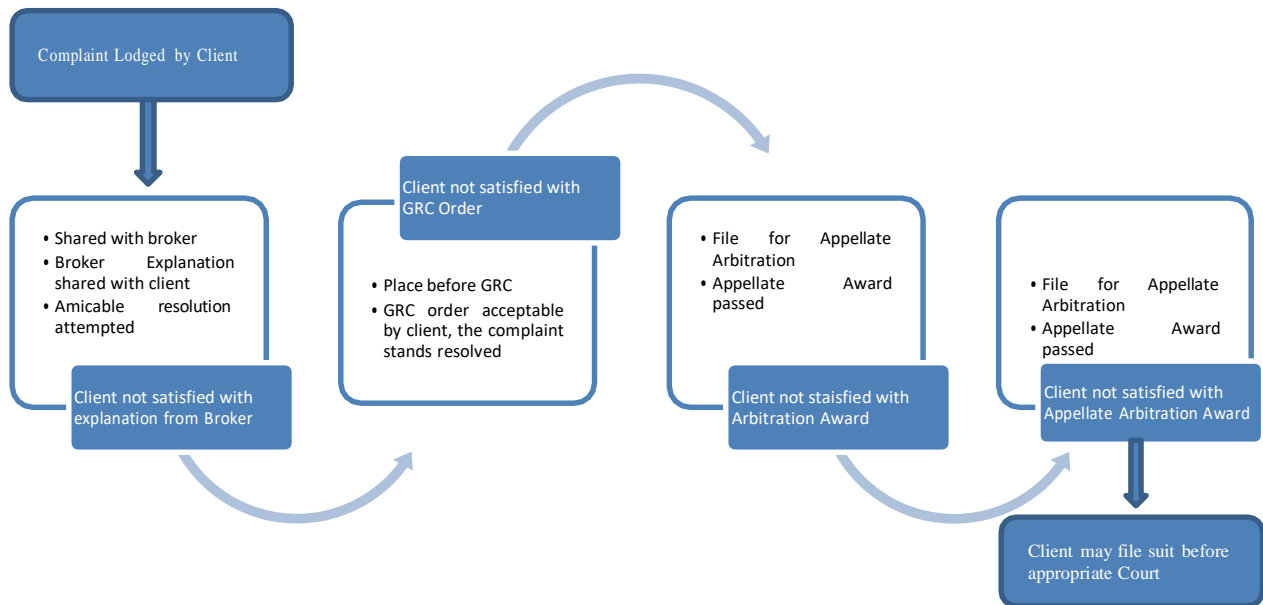 Complaint Lodged by Client
• Shared with broker
• Broker Explanation
shared with client
• Amicable resolution
attempted
Client not satisfied with
explanation from Broker
Client not satisfied with
GRC Order
• Place before GRC
• GRC order acceptable
by client, the complaint
stands resolved
• File for Appellate
Arbitration
• Appellate Award
passed
Client not staisfied with
Arbitration Award
• File for Appellate
Arbitration
• Appellate Award
passed
Client not satisfied with
Appellate Arbitration Award
Client may file suit before
appropriate Court